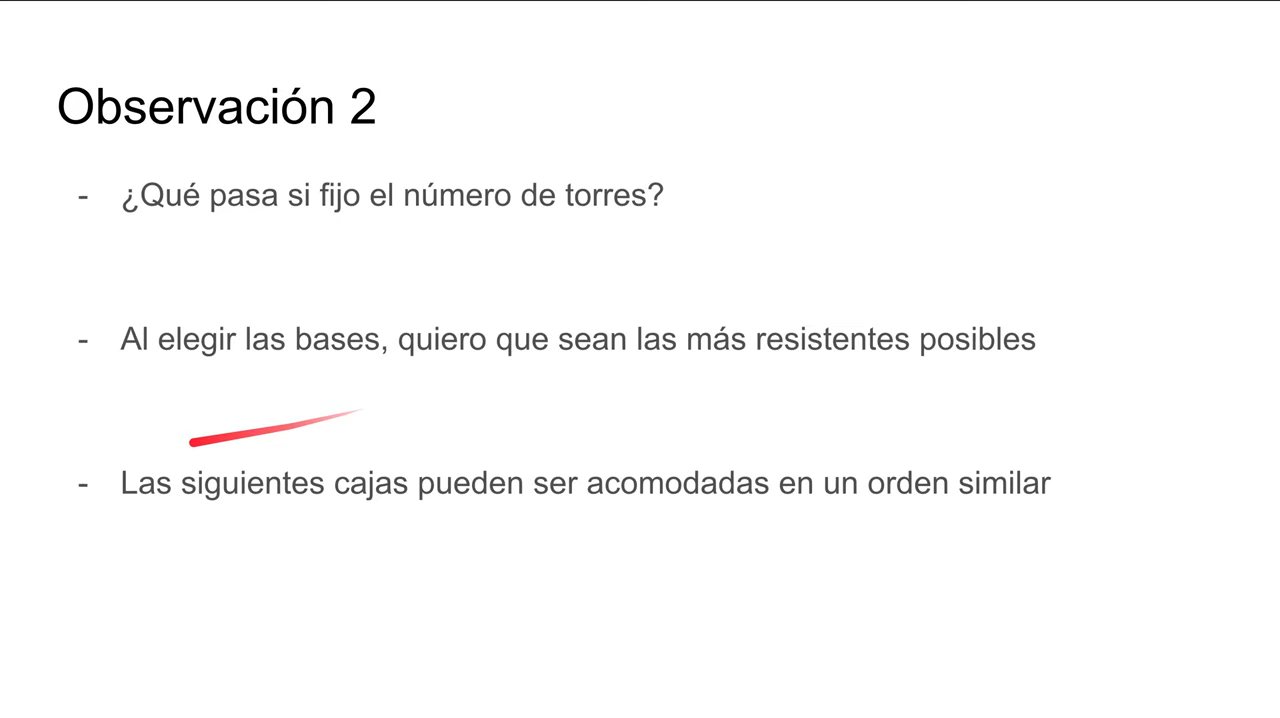 Observación 2
- ¿Qué pasa si fijo el número de torres?
- Al elegir las bases, quiero que sean las más resistentes posibles
- Las siguientes cajas pueden ser acomodadas en un orden similar